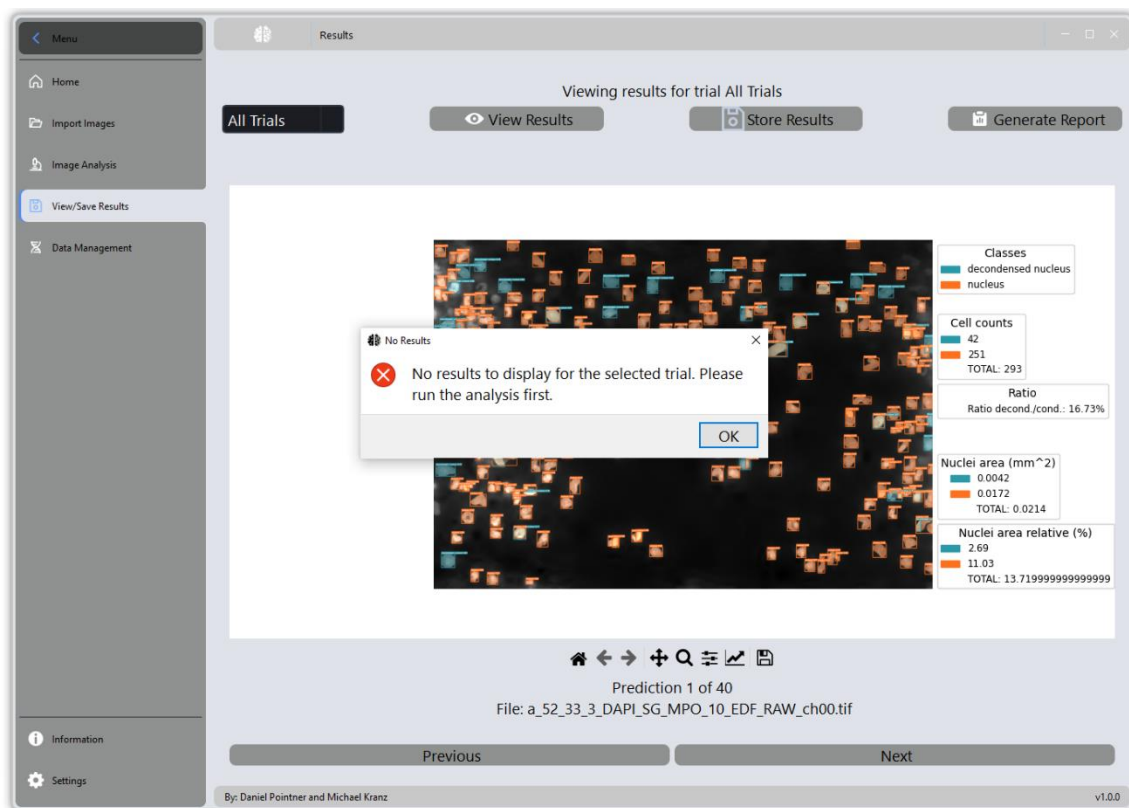 Menu
Results
Home
Import Images
Image Analysis
View/Save Results
Data Management
Information
Settings
Viewing results for trial All Trials
All Trials
View Results
Store Results
Generate Report
Classes
decondensed nucleus
nucleus
Cell counts
42
251
TOTAL: 293
Ratio
Ratio decond./cond.: 16.73%
Nuclei area (mm^2)
0.0042
0.0172
TOTAL: 0.0214
Nuclei area relative (%)
2.69
11.03
TOTAL: 13.719999999999999
No Results
No results to display for the selected trial. Please
run the analysis first.
OK
Prediction 1 of 40
File: a_52_33_3_DAPI_SG_MPO_10_EDF_RAW_ch00.tif
Previous
Next
By: Daniel Pointner and Michael Kranz
v1.0.0